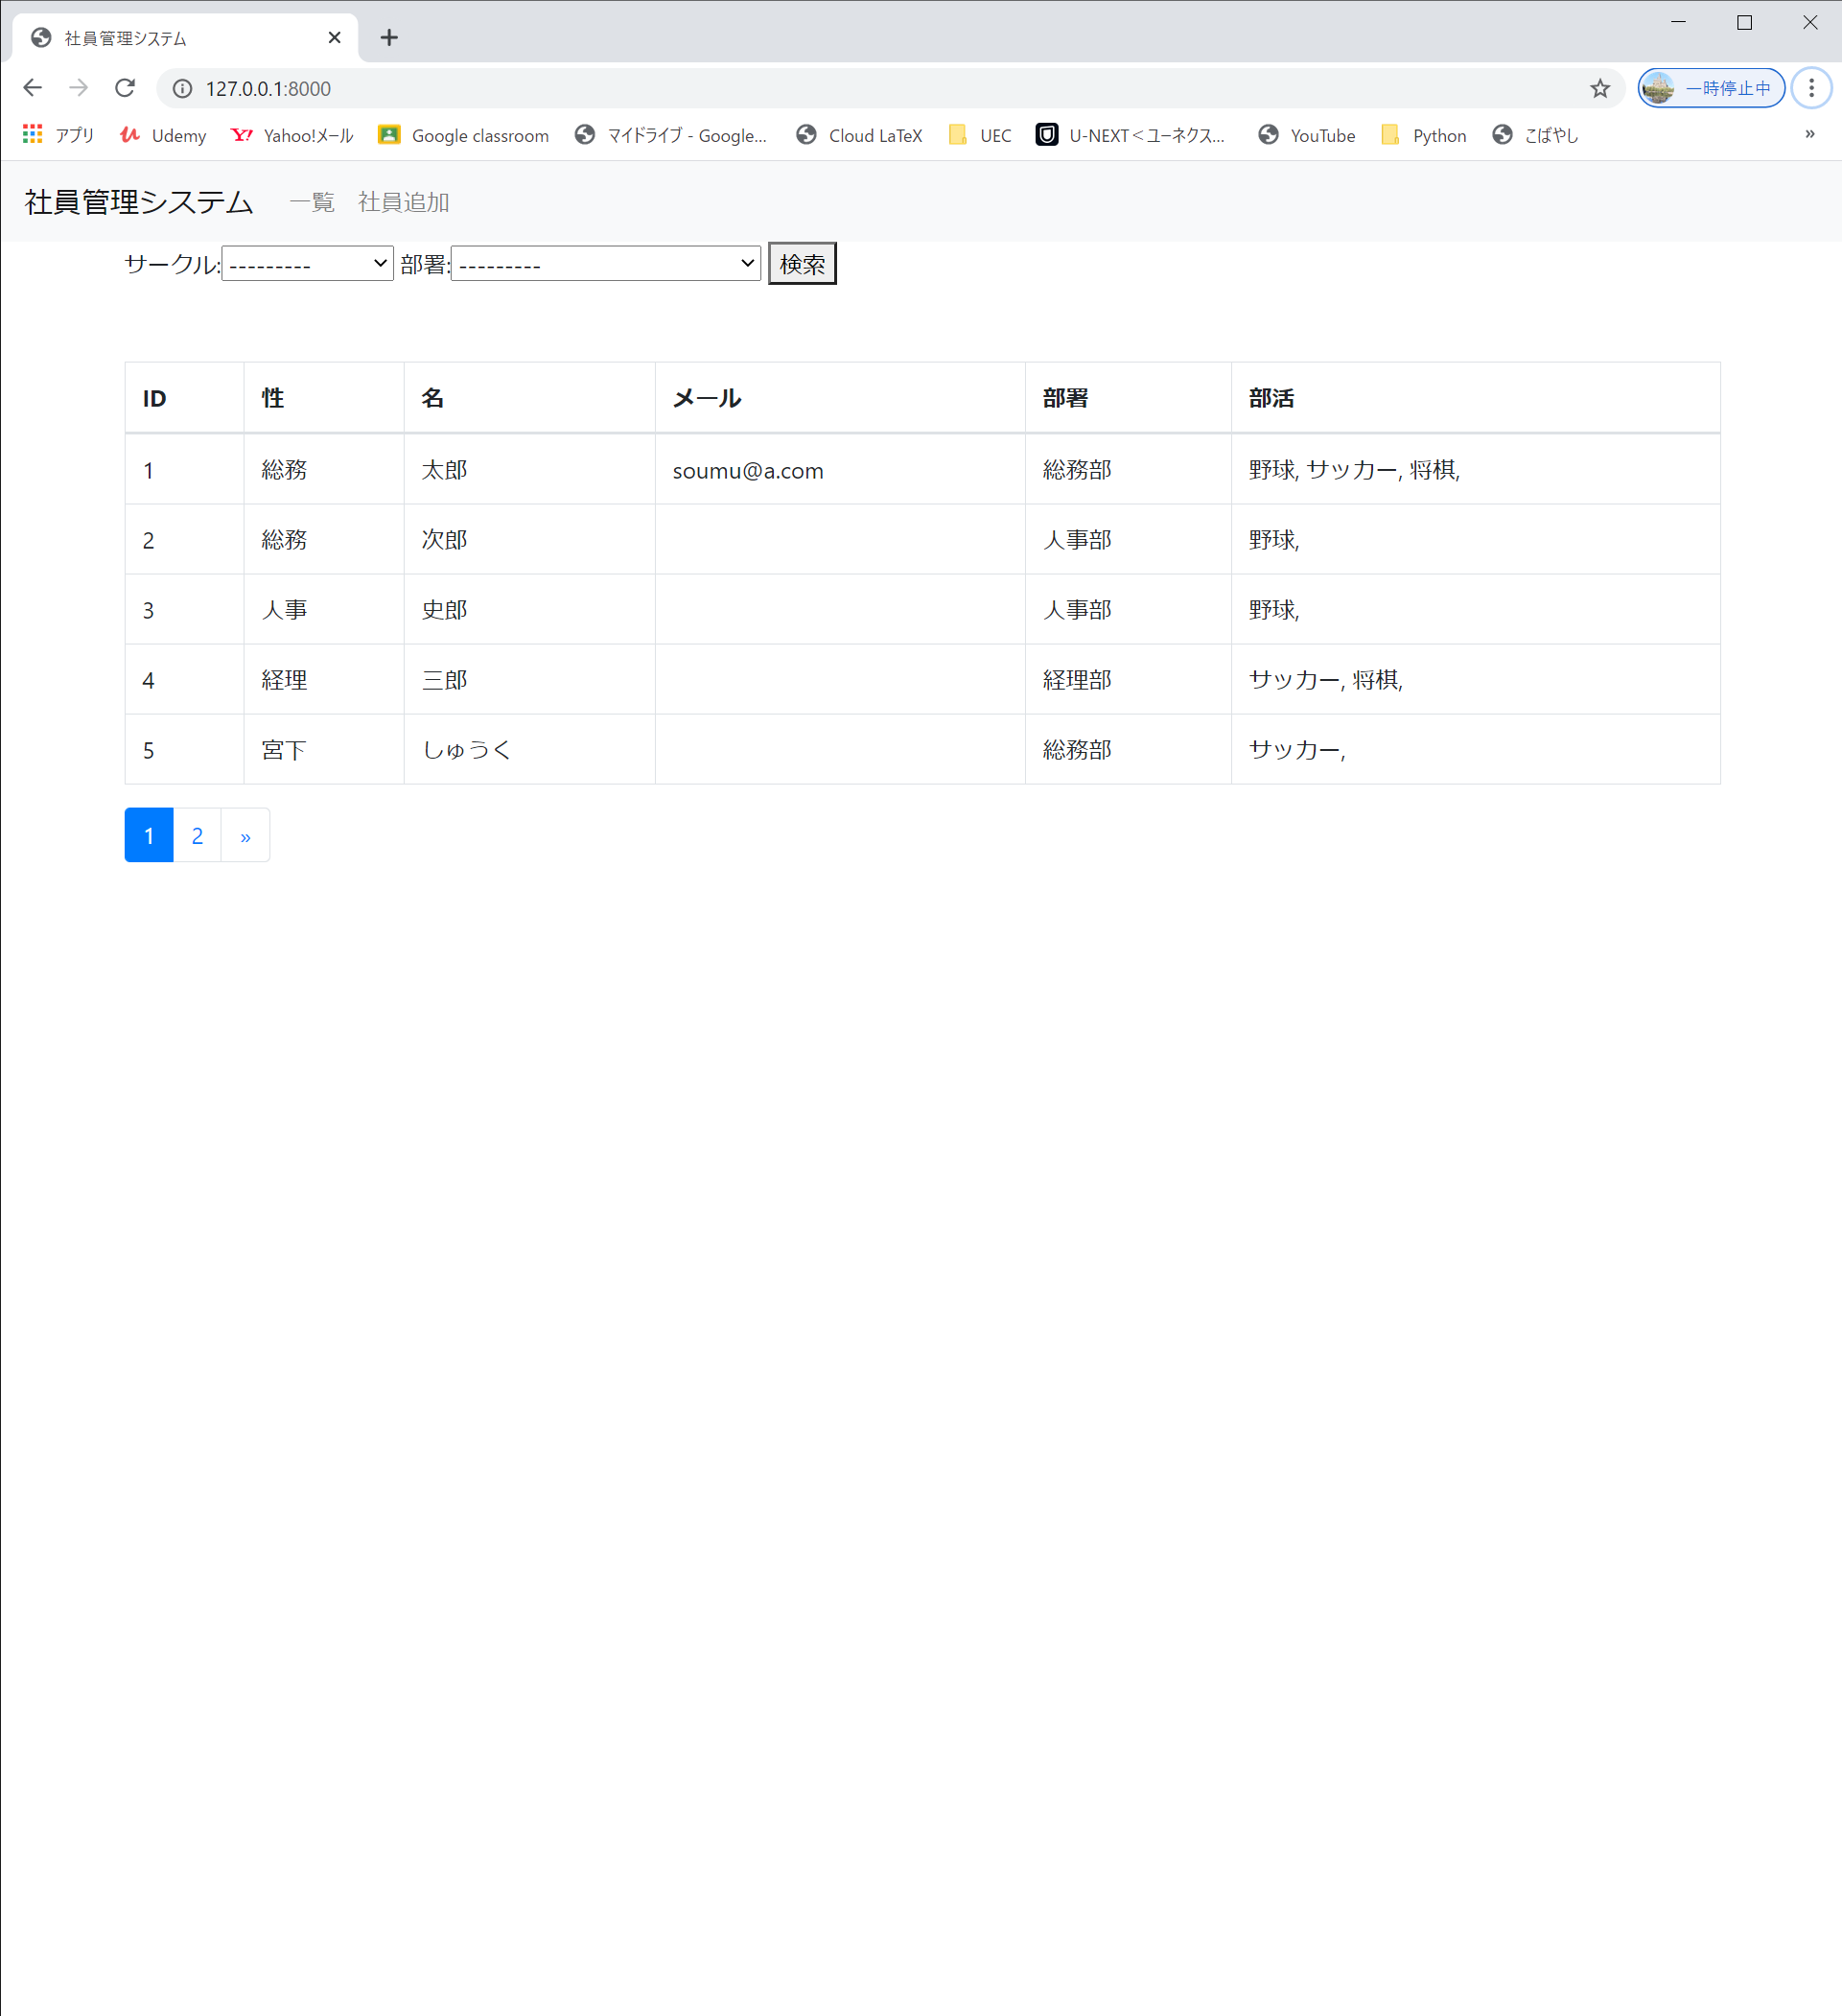 社員管理システム
127.0.0.1:8000
一時停止中
アプリ Udemy Yahoo!メール Google classroom マイドライブ - Google... Cloud LaTeX UEC U-NEXT＜ユーネクス... YouTube Python こばやし »
社員管理システム 一覧 社員追加
サークル: --------- 部署: --------- 検索
ID 性 名 メール 部署 部活
1 総務 太郎 soumu@a.com 総務部 野球, サッカー, 将棋,
2 総務 次郎 人事部 野球,
3 人事 史郎 人事部 野球,
4 経理 三郎 経理部 サッカー, 将棋,
5 宮下 しゅうく 総務部 サッカー,
1 2 »